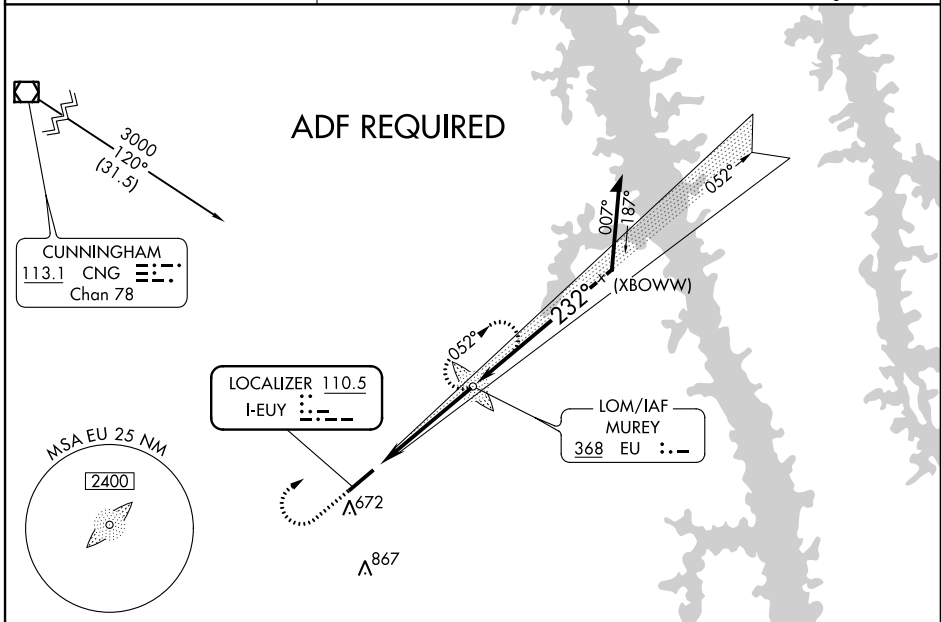 ADF REQUIRED
3000
120°
(31.5)
CUNNINGHAM
113.1 CNG
Chan 78
052°
007°
187°
232°
(XBOWW)
052°
LOCALIZER 110.5
I-EUY
LOM/IAF
MUREY
368 EU
MSA EU 25 NM
2400
672
867